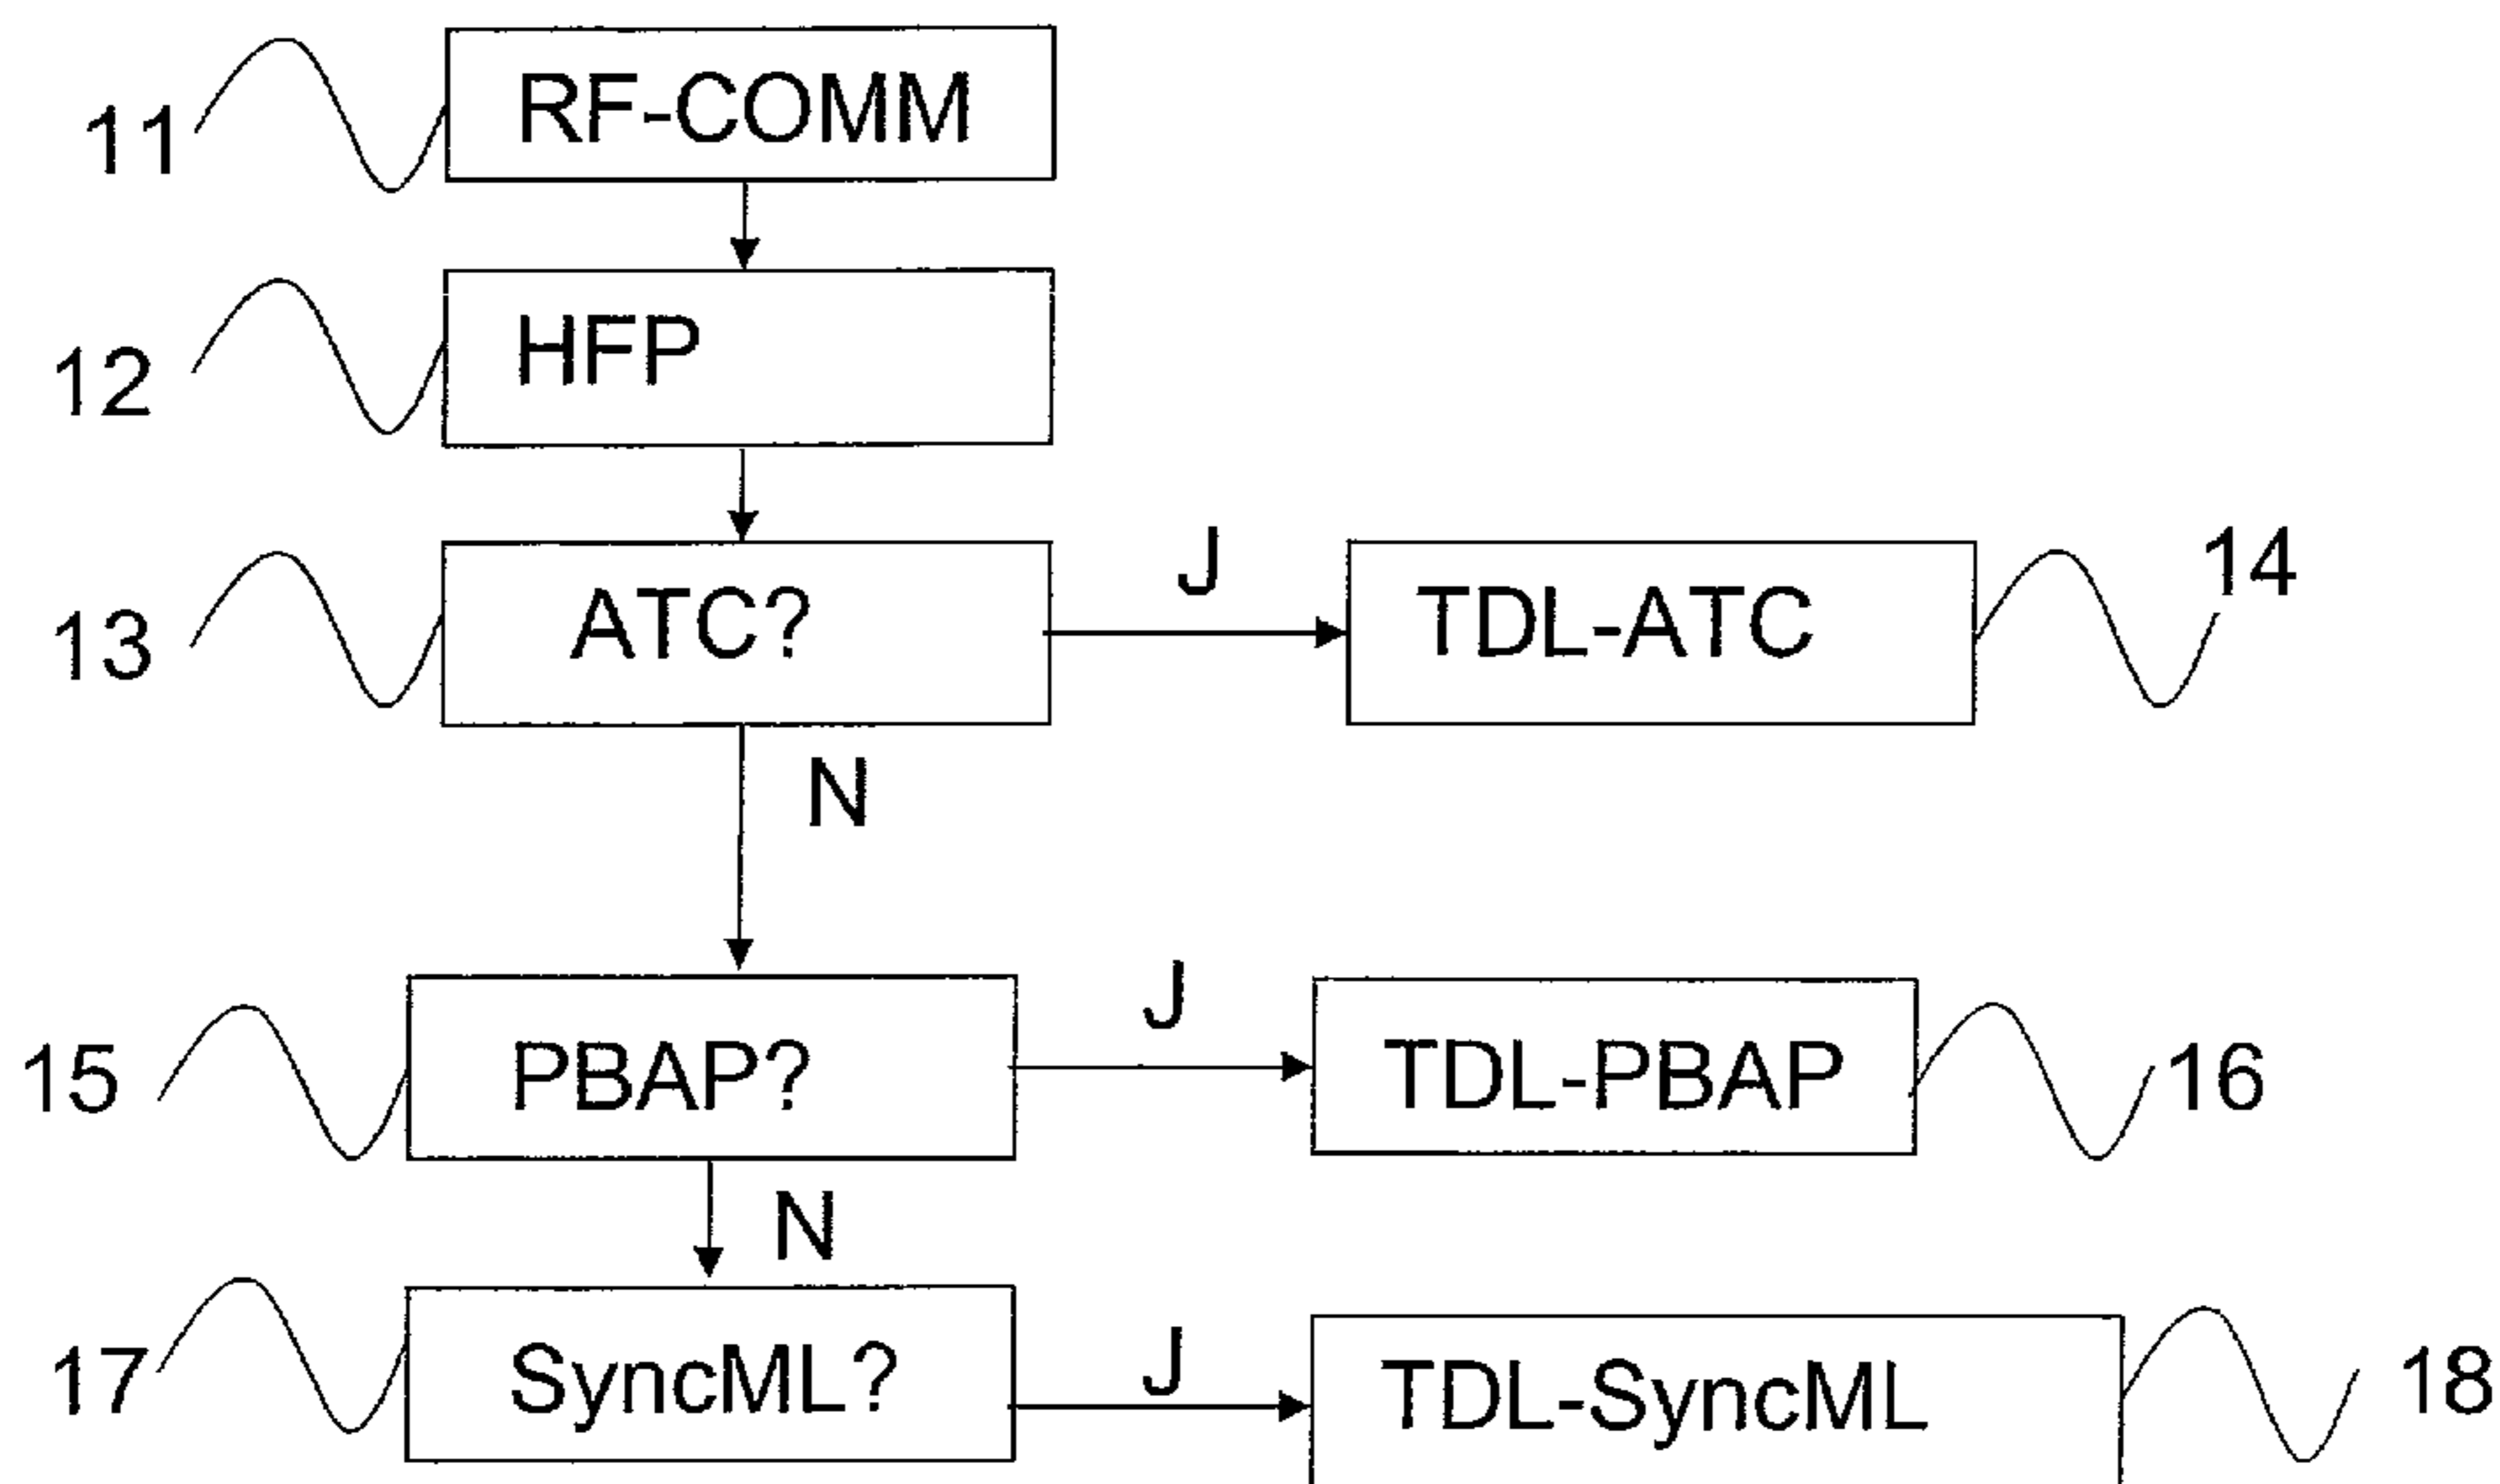 11
RF-COMM
12
HFP
13
ATC?
J
TDL-ATC
14
N
15
PBAP?
J
TDL-PBAP
16
N
17
SyncML?
J
TDL-SyncML
18